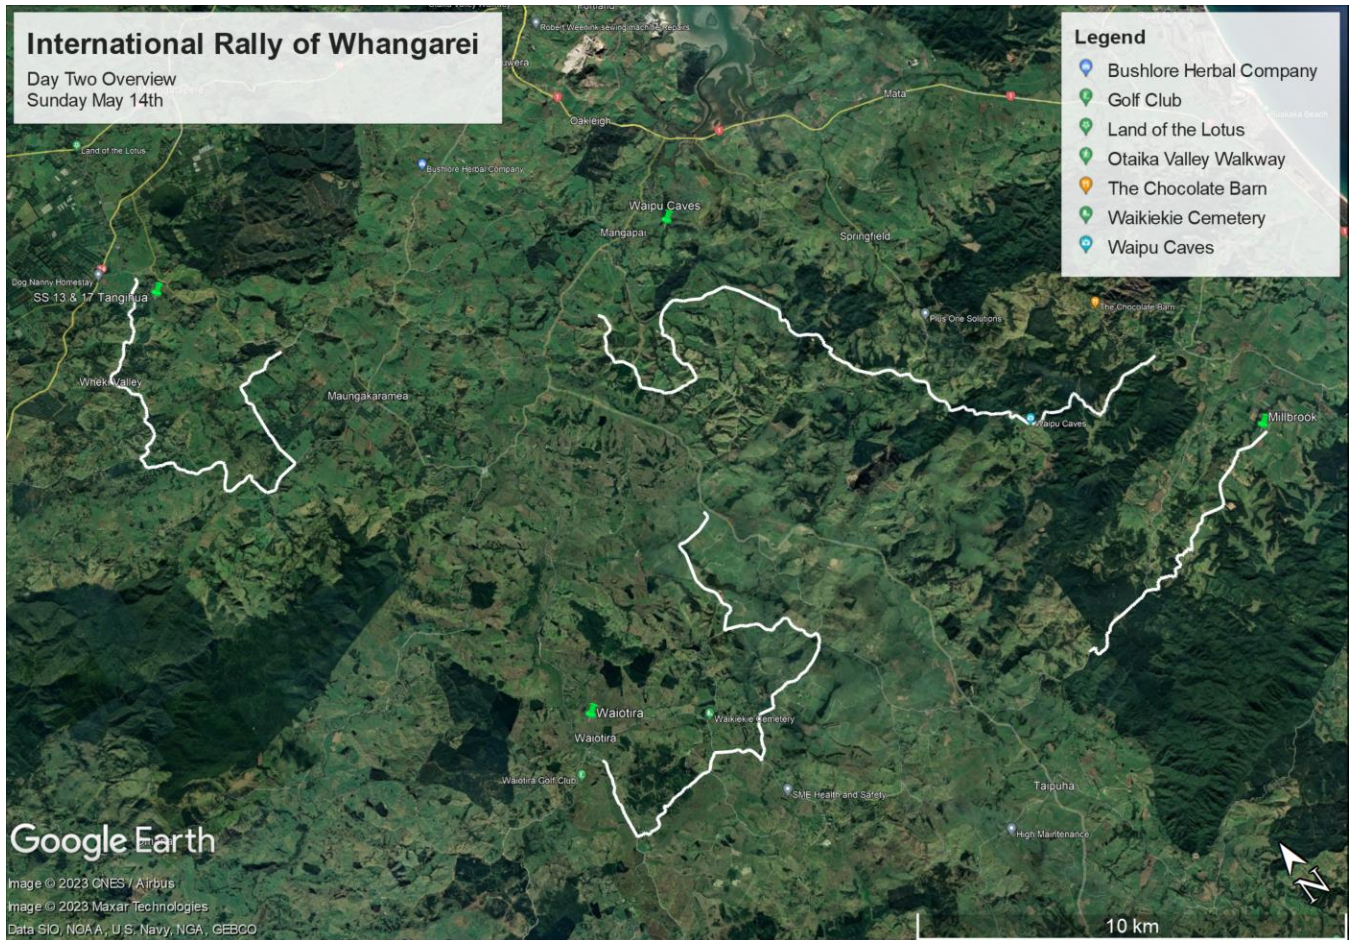 International Rally of Whangarei
Day Two Overview
Sunday May 14th
Legend
Bushlore Herbal Company
Golf Club
Land of the Lotus
Otaika Valley Walkway
The Chocolate Barn
Waikiekie Cemetery
Waipu Caves
Robert Weenink sewing machine Repairs
Mata
Oakleigh
Land of the Lotus
Bushlore Herbal Company
Waipu Caves
Mangapai
Springfield
Dog Nanny Homestay
SS 13 & 17 Tangihua
The Chocolate Barn
Plus One Solutions
Wheki Valley
Maungakaramea
Waipu Caves
Millbrook
Waiotira
Waikiekie Cemetery
Waiotira
Waiotira Golf Club
SME Health and Safety
Taipuha
High Maintenance
Google Earth
Image © 2023 CNES / Airbus
Image © 2023 Maxar Technologies
Data SIO, NOAA, U.S. Navy, NGA, GEBCO
N
10 km